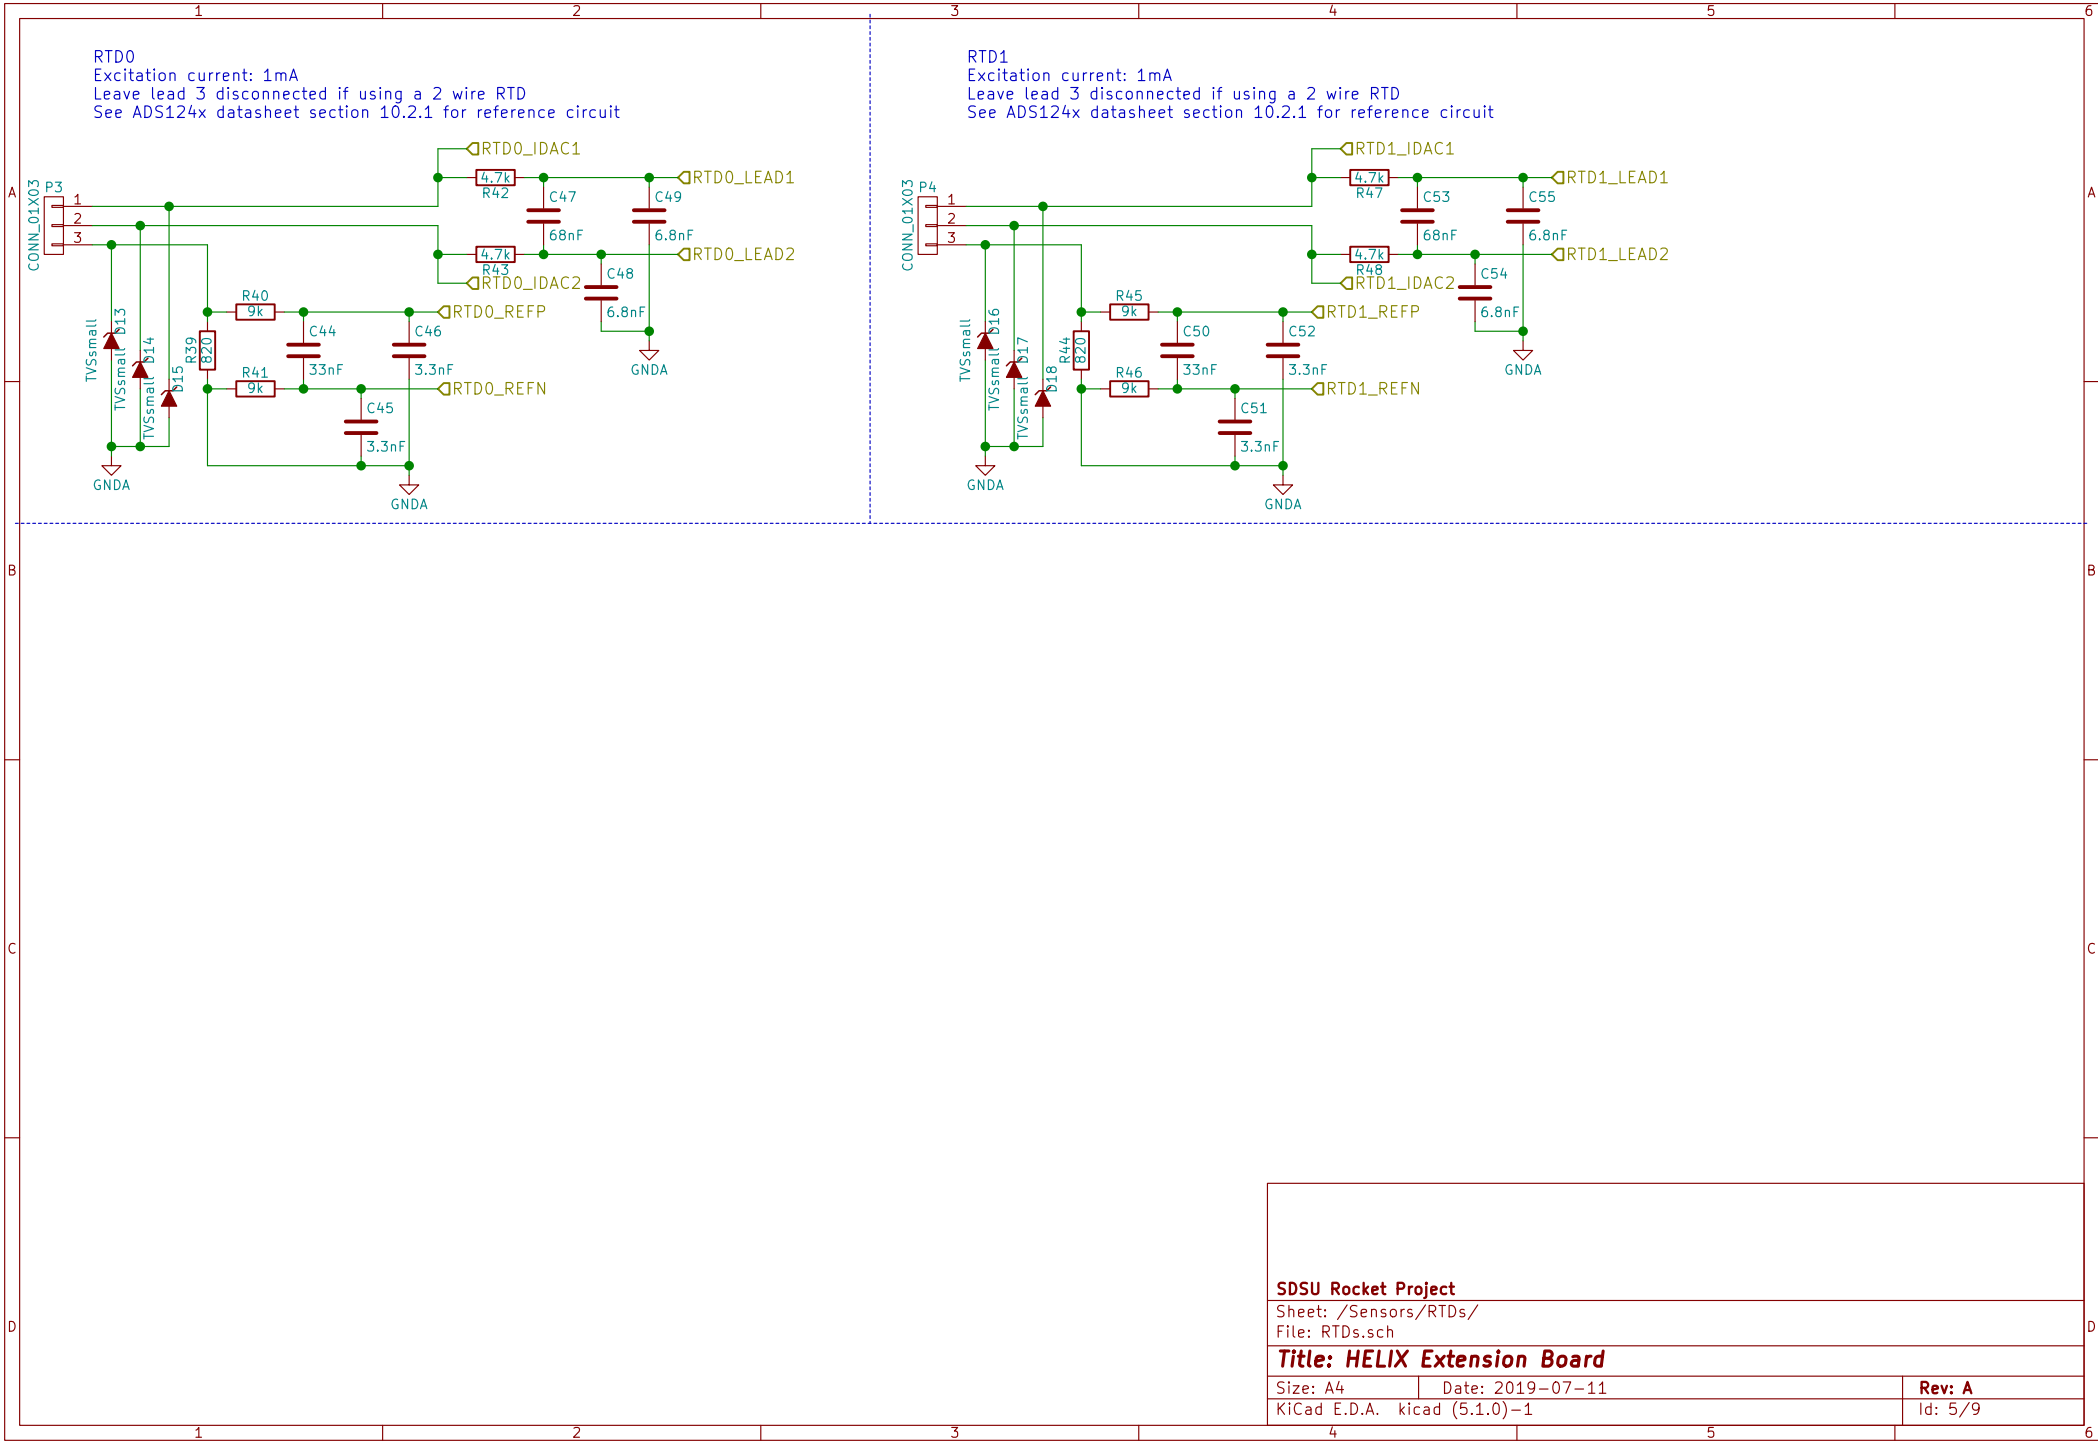 1 2 3 4 5 6
RTD0
Excitation current: 1mA
Leave lead 3 disconnected if using a 2 wire RTD
See ADS124x datasheet section 10.2.1 for reference circuit
RTD0_IDAC1
4.7k
R42
C47
68nF
C49
6.8nF
RTD0_LEAD1
P3
CONN_01X03
1
2
3
4.7k
R43
RTD0_LEAD2
RTD0_IDAC2
C48
6.8nF
GNDA
R40
9k
RTD0_REFP
C44
33nF
C46
3.3nF
R39
820
R41
9k
RTD0_REFN
C45
3.3nF
D13
TVSsmall
D14
TVSsmall
D15
TVSsmall
GNDA
GNDA
RTD1
Excitation current: 1mA
Leave lead 3 disconnected if using a 2 wire RTD
See ADS124x datasheet section 10.2.1 for reference circuit
RTD1_IDAC1
4.7k
R47
C53
68nF
C55
6.8nF
RTD1_LEAD1
P4
CONN_01X03
1
2
3
4.7k
R48
RTD1_LEAD2
RTD1_IDAC2
C54
6.8nF
GNDA
R45
9k
RTD1_REFP
C50
33nF
C52
3.3nF
R44
820
R46
9k
RTD1_REFN
C51
3.3nF
D16
TVSsmall
D17
TVSsmall
D18
TVSsmall
GNDA
GNDA
A A
B B
C C
D D
SDSU Rocket Project
Sheet: /Sensors/RTDs/
File: RTDs.sch
Title: HELIX Extension Board
Size: A4 Date: 2019-07-11 Rev: A
KiCad E.D.A. kicad (5.1.0)-1 Id: 5/9
1 2 3 4 5 6